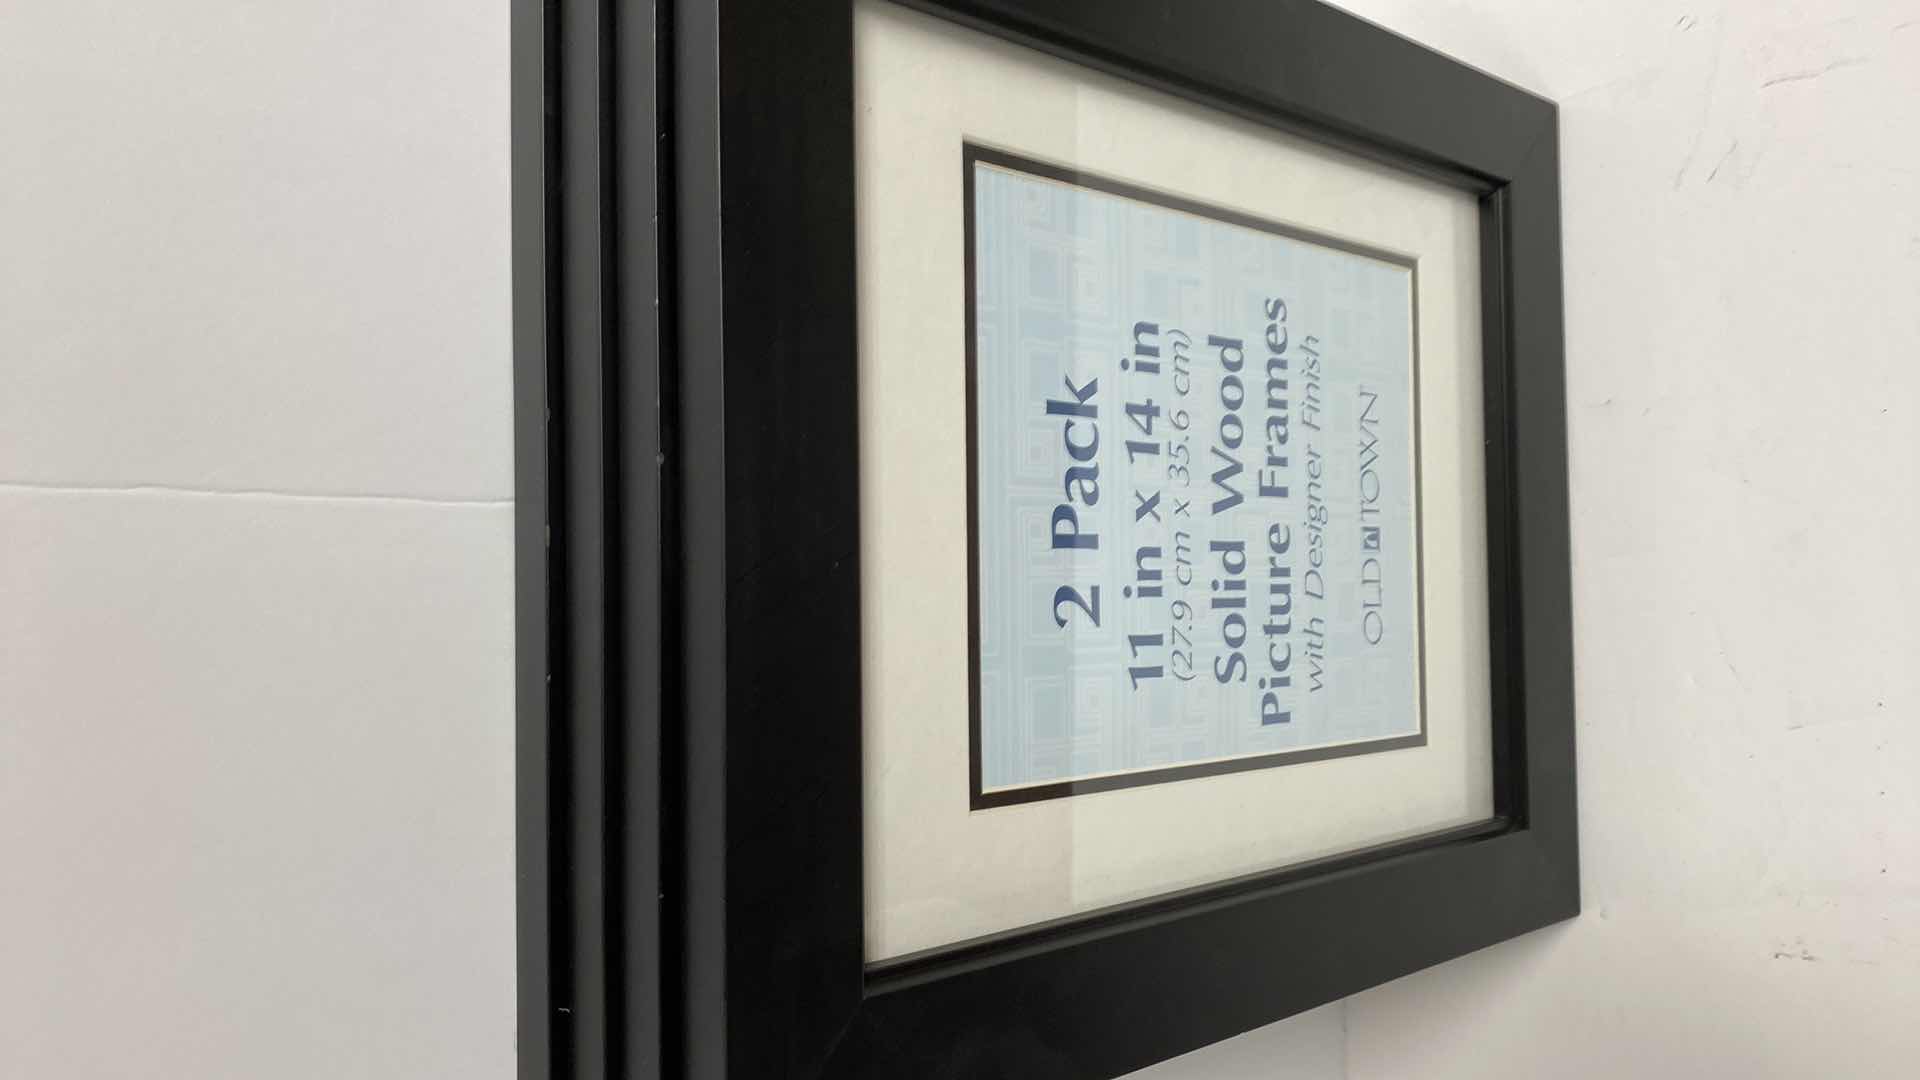 2 Pack
11 in x 14 in
(27.9 cm x 35.6 cm)
Solid Wood
Picture Frames
with Designer Finish
OLD TOWN